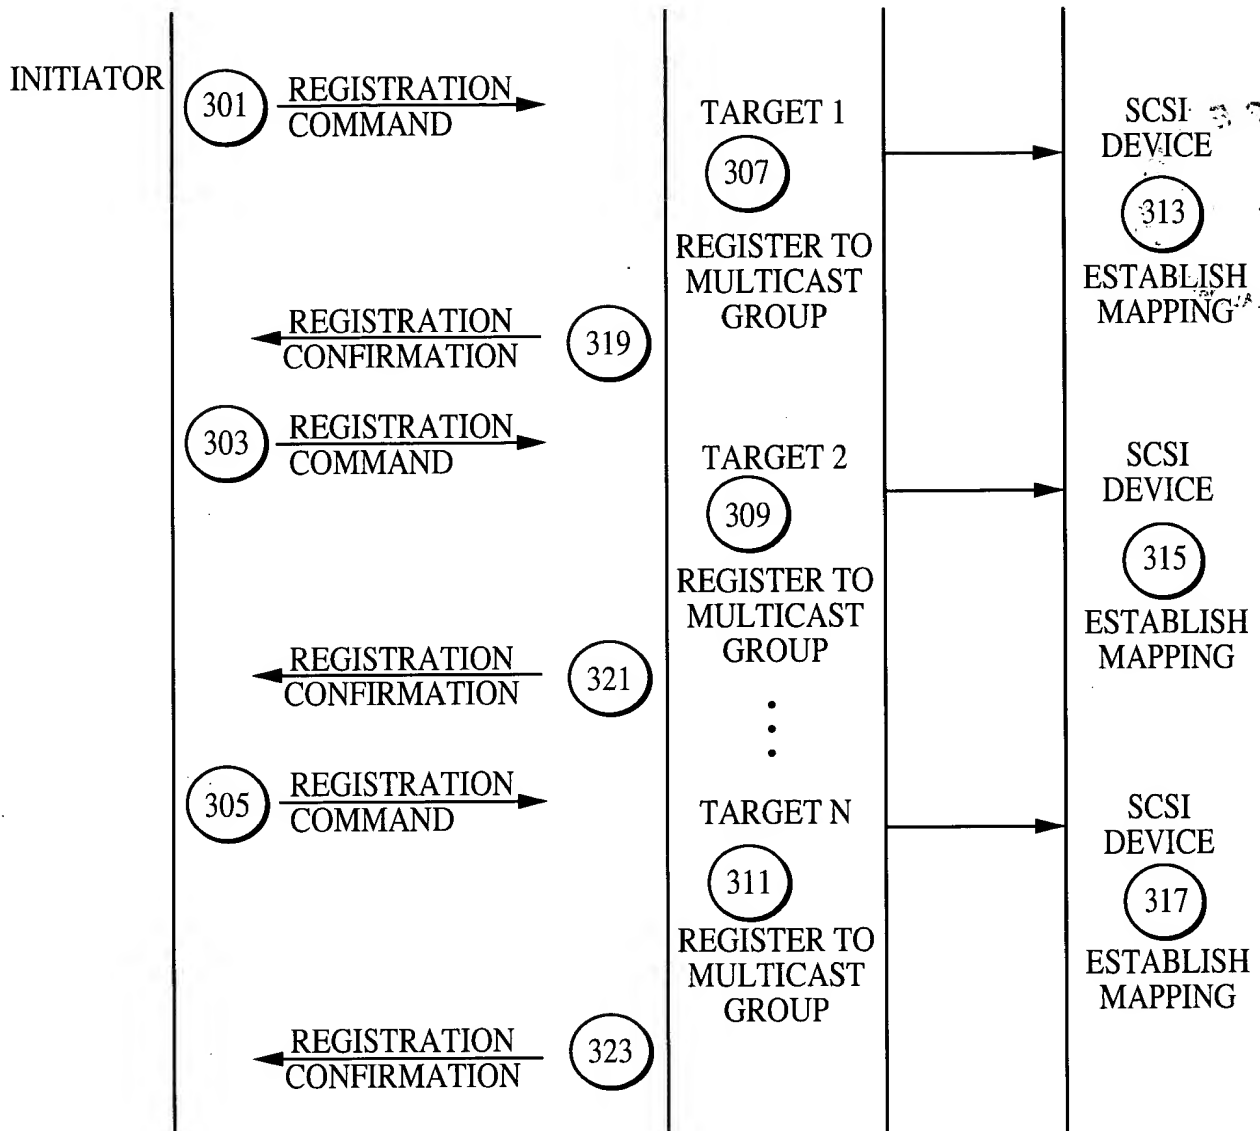 INITIATOR
301
REGISTRATION
COMMAND
TARGET 1
307
REGISTER TO
MULTICAST
GROUP
SCSI
DEVICE
313
ESTABLISH
MAPPING
REGISTRATION
CONFIRMATION
319
303
REGISTRATION
COMMAND
TARGET 2
309
REGISTER TO
MULTICAST
GROUP
SCSI
DEVICE
315
ESTABLISH
MAPPING
REGISTRATION
CONFIRMATION
321
305
REGISTRATION
COMMAND
TARGET N
311
REGISTER TO
MULTICAST
GROUP
SCSI
DEVICE
317
ESTABLISH
MAPPING
REGISTRATION
CONFIRMATION
323